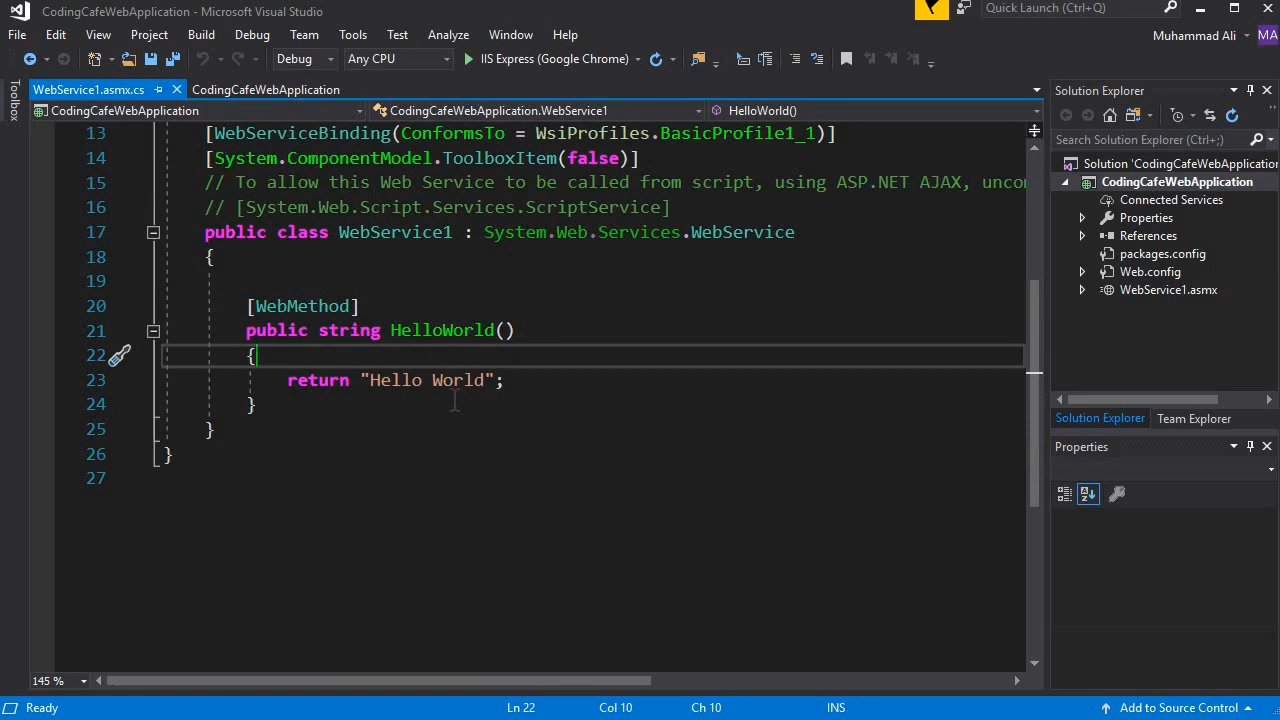 CodingCafeWebApplication - Microsoft Visual Studio
Quick Launch (Ctrl+Q)
File Edit View Project Build Debug Team Tools Test Analyze Window Help
Muhammad Ali MA
Debug Any CPU IIS Express (Google Chrome)
Toolbox
WebService1.asmx.cs CodingCafeWebApplication
CodingCafeWebApplication CodingCafeWebApplication.WebService1 HelloWorld()
13 [WebServiceBinding(ConformsTo = WsiProfiles.BasicProfile1_1)]
14 [System.ComponentModel.ToolboxItem(false)]
15 // To allow this Web Service to be called from script, using ASP.NET AJAX, uncom
16 // [System.Web.Script.Services.ScriptService]
17 public class WebService1 : System.Web.Services.WebService
18 {
19
20 [WebMethod]
21 public string HelloWorld()
22 {
23 return "Hello World";
24 }
25 }
26 }
27
145 %
Solution Explorer
Search Solution Explorer (Ctrl+;)
Solution 'CodingCafeWebApplication
CodingCafeWebApplication
Connected Services
Properties
References
packages.config
Web.config
WebService1.asmx
Solution Explorer Team Explorer
Properties
Ready Ln 22 Col 10 Ch 10 INS Add to Source Control